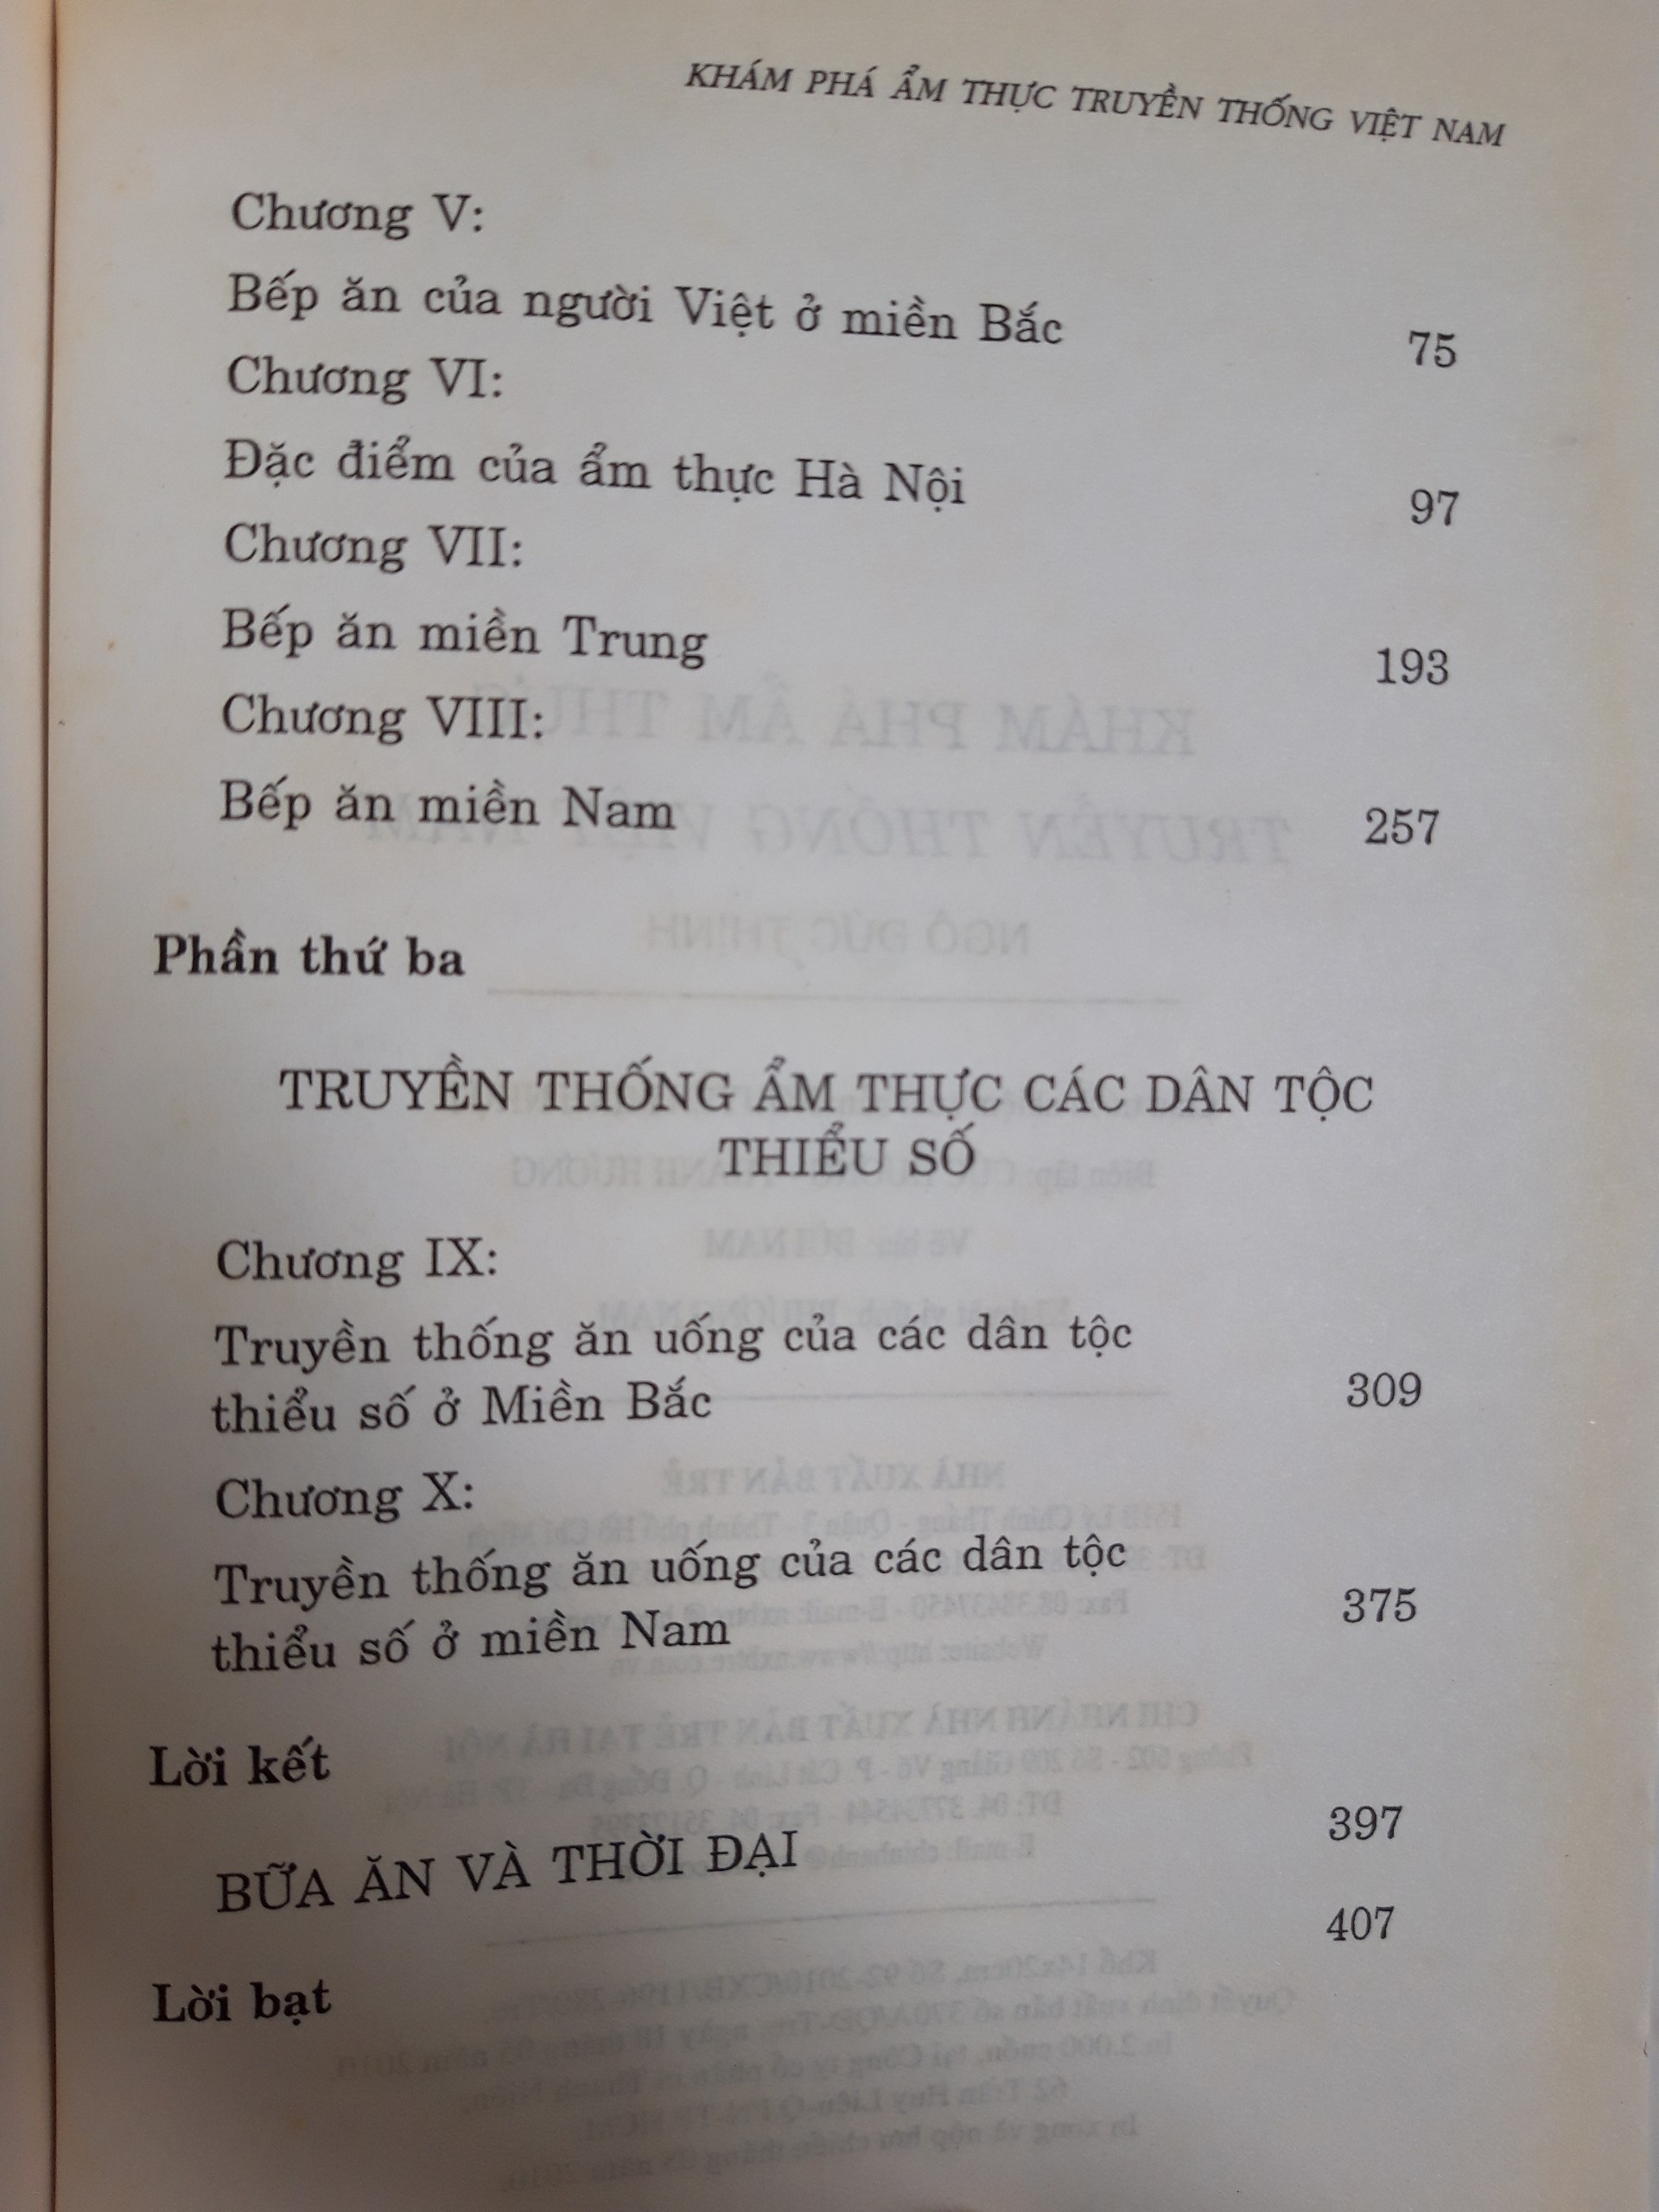 KHÁM PHÁ ẨM THỰC TRUYỀN THỐNG VIỆT NAM
Chương V:
Bếp ăn của người Việt ở miền Bắc 75
Chương VI:
Đặc điểm của ẩm thực Hà Nội 97
Chương VII:
Bếp ăn miền Trung 193
Chương VIII:
Bếp ăn miền Nam 257
Phần thứ ba
TRUYỀN THỐNG ẨM THỰC CÁC DÂN TỘC
THIỂU SỐ
Chương IX:
Truyền thống ăn uống của các dân tộc
thiểu số ở Miền Bắc 309
Chương X:
Truyền thống ăn uống của các dân tộc
thiểu số ở miền Nam 375
Lời kết
BỮA ĂN VÀ THỜI ĐẠI 397
Lời bạt 407